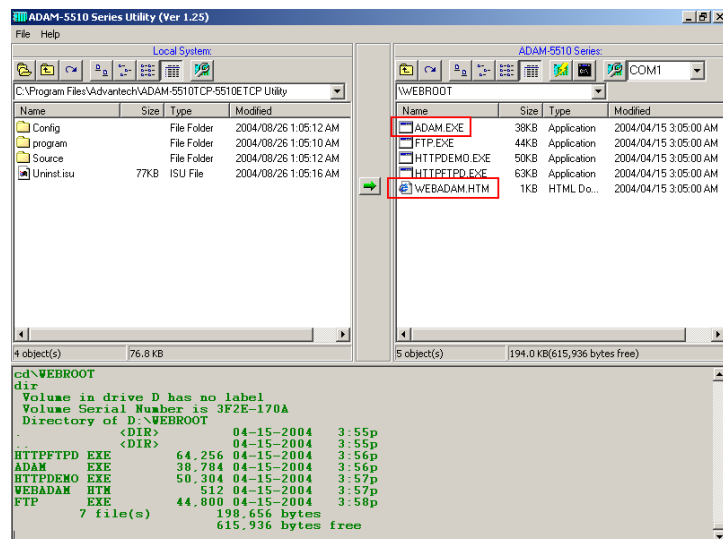 ADAM-5510 Series Utility (Ver 1.25)
File Help
Local System:
C:\Program Files\Advantech\ADAM-5510TCP-5510ETCP Utility
Name Size Type Modified
Config File Folder 2004/08/26 1:05:12 AM
program File Folder 2004/08/26 1:05:10 AM
Source File Folder 2004/08/26 1:05:12 AM
Uninst.isu 77KB ISU File 2004/08/26 1:05:16 AM
4 object(s) 76.8 KB
ADAM-5510 Series:
COM1
\WEBROOT
Name Size Type Modified
ADAM.EXE 38KB Application 2004/04/15 3:05:00 AM
FTP.EXE 44KB Application 2004/04/15 3:05:00 AM
HTTPDEMO.EXE 50KB Application 2004/04/15 3:05:00 AM
HTTPFTPD.EXE 63KB Application 2004/04/15 3:05:00 AM
WEBADAM.HTM 1KB HTML Do... 2004/04/15 3:05:00 AM
5 object(s) 194.0 KB(615,936 bytes free)
cd\WEBROOT
dir
Volume in drive D has no label
Volume Serial Number is 3F2E-170A
Directory of D:\WEBROOT
. <DIR> 04-15-2004 3:55p
.. <DIR> 04-15-2004 3:55p
HTTPFTPD EXE 64,256 04-15-2004 3:56p
ADAM EXE 38,784 04-15-2004 3:56p
HTTPDEMO EXE 50,304 04-15-2004 3:57p
WEBADAM HTM 512 04-15-2004 3:57p
FTP EXE 44,800 04-15-2004 3:58p
7 file(s) 198,656 bytes
615,936 bytes free